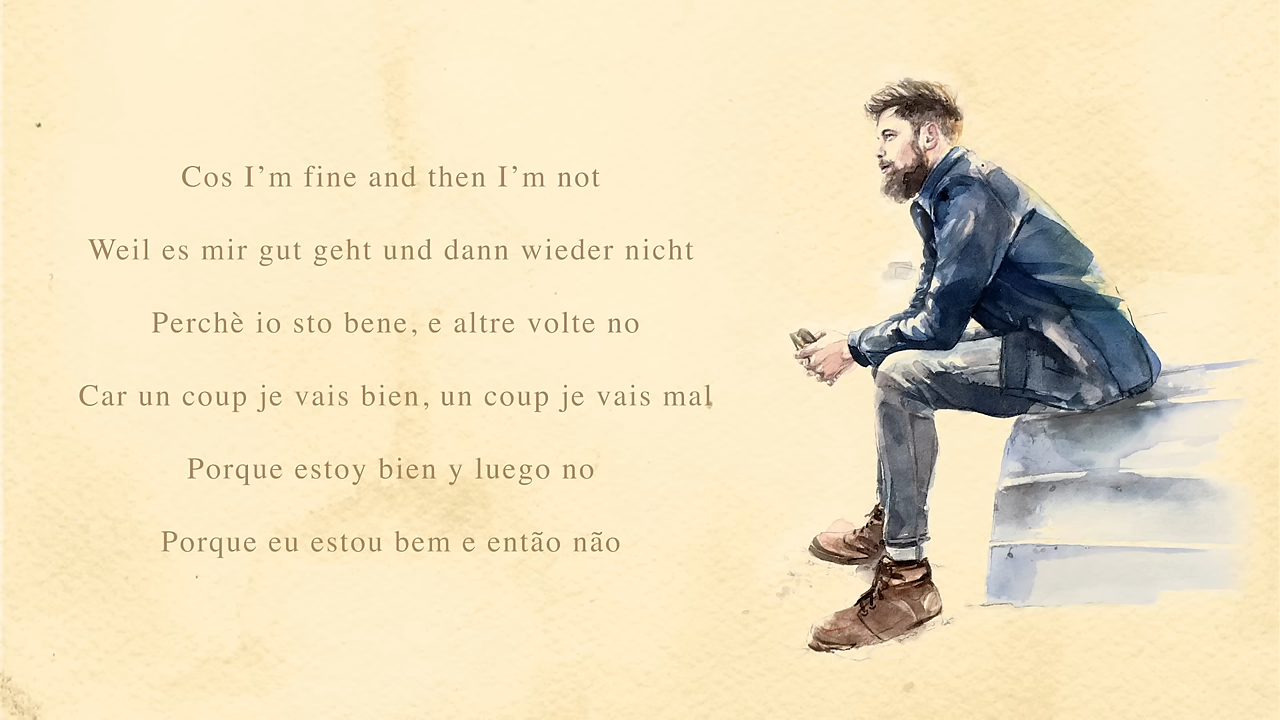 Cos I’m fine and then I’m not
Weil es mir gut geht und dann wieder nicht
Perchè io sto bene, e altre volte no
Car un coup je vais bien, un coup je vais mal
Porque estoy bien y luego no
Porque eu estou bem e então não